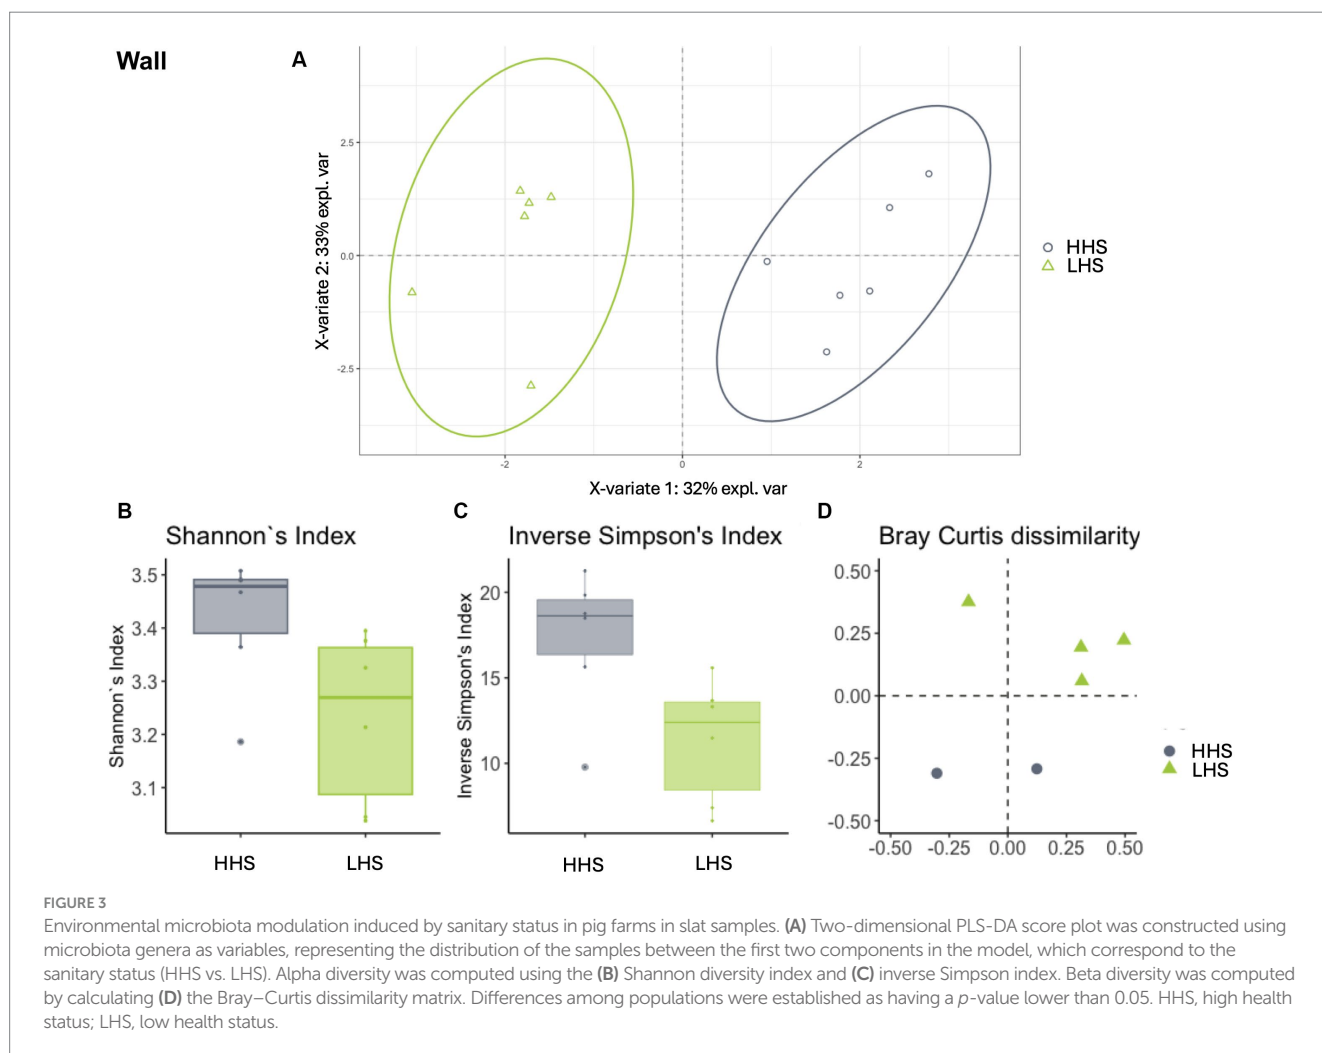 Wall
A
X-variate 2: 33% expl. var
2.5
0.0
-2.5
-2
0
2
X-variate 1: 32% expl. var
HHS
LHS
B
Shannon`s Index
Shannon`s Index
3.5
3.4
3.3
3.2
3.1
HHS
LHS
C
Inverse Simpson's Index
Inverse Simpson's Index
20
15
10
HHS
LHS
D
Bray Curtis dissimilarity
0.50
0.25
0.00
-0.25
-0.50
-0.50 -0.25 0.00 0.25 0.50
HHS
LHS
FIGURE 3
Environmental microbiota modulation induced by sanitary status in pig farms in slat samples. (A) Two-dimensional PLS-DA score plot was constructed using
microbiota genera as variables, representing the distribution of the samples between the first two components in the model, which correspond to the
sanitary status (HHS vs. LHS). Alpha diversity was computed using the (B) Shannon diversity index and (C) inverse Simpson index. Beta diversity was computed
by calculating (D) the Bray–Curtis dissimilarity matrix. Differences among populations were established as having a p-value lower than 0.05. HHS, high health
status; LHS, low health status.